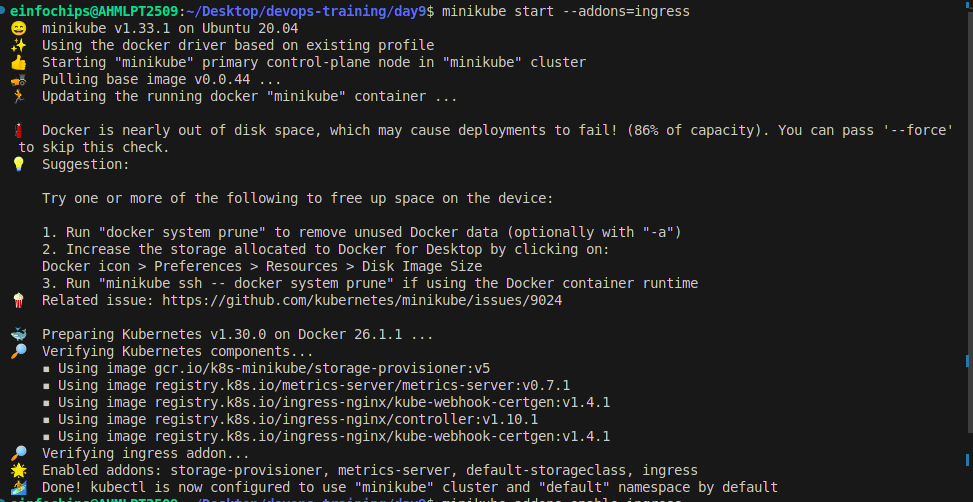 einfochips@AHMLPT2509:~/Desktop/devops-training/day9$ minikube start --addons=ingress
😄 minikube v1.33.1 on Ubuntu 20.04
✨ Using the docker driver based on existing profile
👍 Starting "minikube" primary control-plane node in "minikube" cluster
🚜 Pulling base image v0.0.44 ...
🏃 Updating the running docker "minikube" container ...
🧯 Docker is nearly out of disk space, which may cause deployments to fail! (86% of capacity). You can pass '--force'
to skip this check.
💡 Suggestion:
Try one or more of the following to free up space on the device:
1. Run "docker system prune" to remove unused Docker data (optionally with "-a")
2. Increase the storage allocated to Docker for Desktop by clicking on:
Docker icon > Preferences > Resources > Disk Image Size
3. Run "minikube ssh -- docker system prune" if using the Docker container runtime
🍿 Related issue: https://github.com/kubernetes/minikube/issues/9024
🐳 Preparing Kubernetes v1.30.0 on Docker 26.1.1 ...
🔎 Verifying Kubernetes components...
▪ Using image gcr.io/k8s-minikube/storage-provisioner:v5
▪ Using image registry.k8s.io/metrics-server/metrics-server:v0.7.1
▪ Using image registry.k8s.io/ingress-nginx/kube-webhook-certgen:v1.4.1
▪ Using image registry.k8s.io/ingress-nginx/controller:v1.10.1
▪ Using image registry.k8s.io/ingress-nginx/kube-webhook-certgen:v1.4.1
🔎 Verifying ingress addon...
🌟 Enabled addons: storage-provisioner, metrics-server, default-storageclass, ingress
🏄 Done! kubectl is now configured to use "minikube" cluster and "default" namespace by default
einfochips@AHMLPT2509:~/Desktop/devops-training/day9$ minikube addons enable ingress